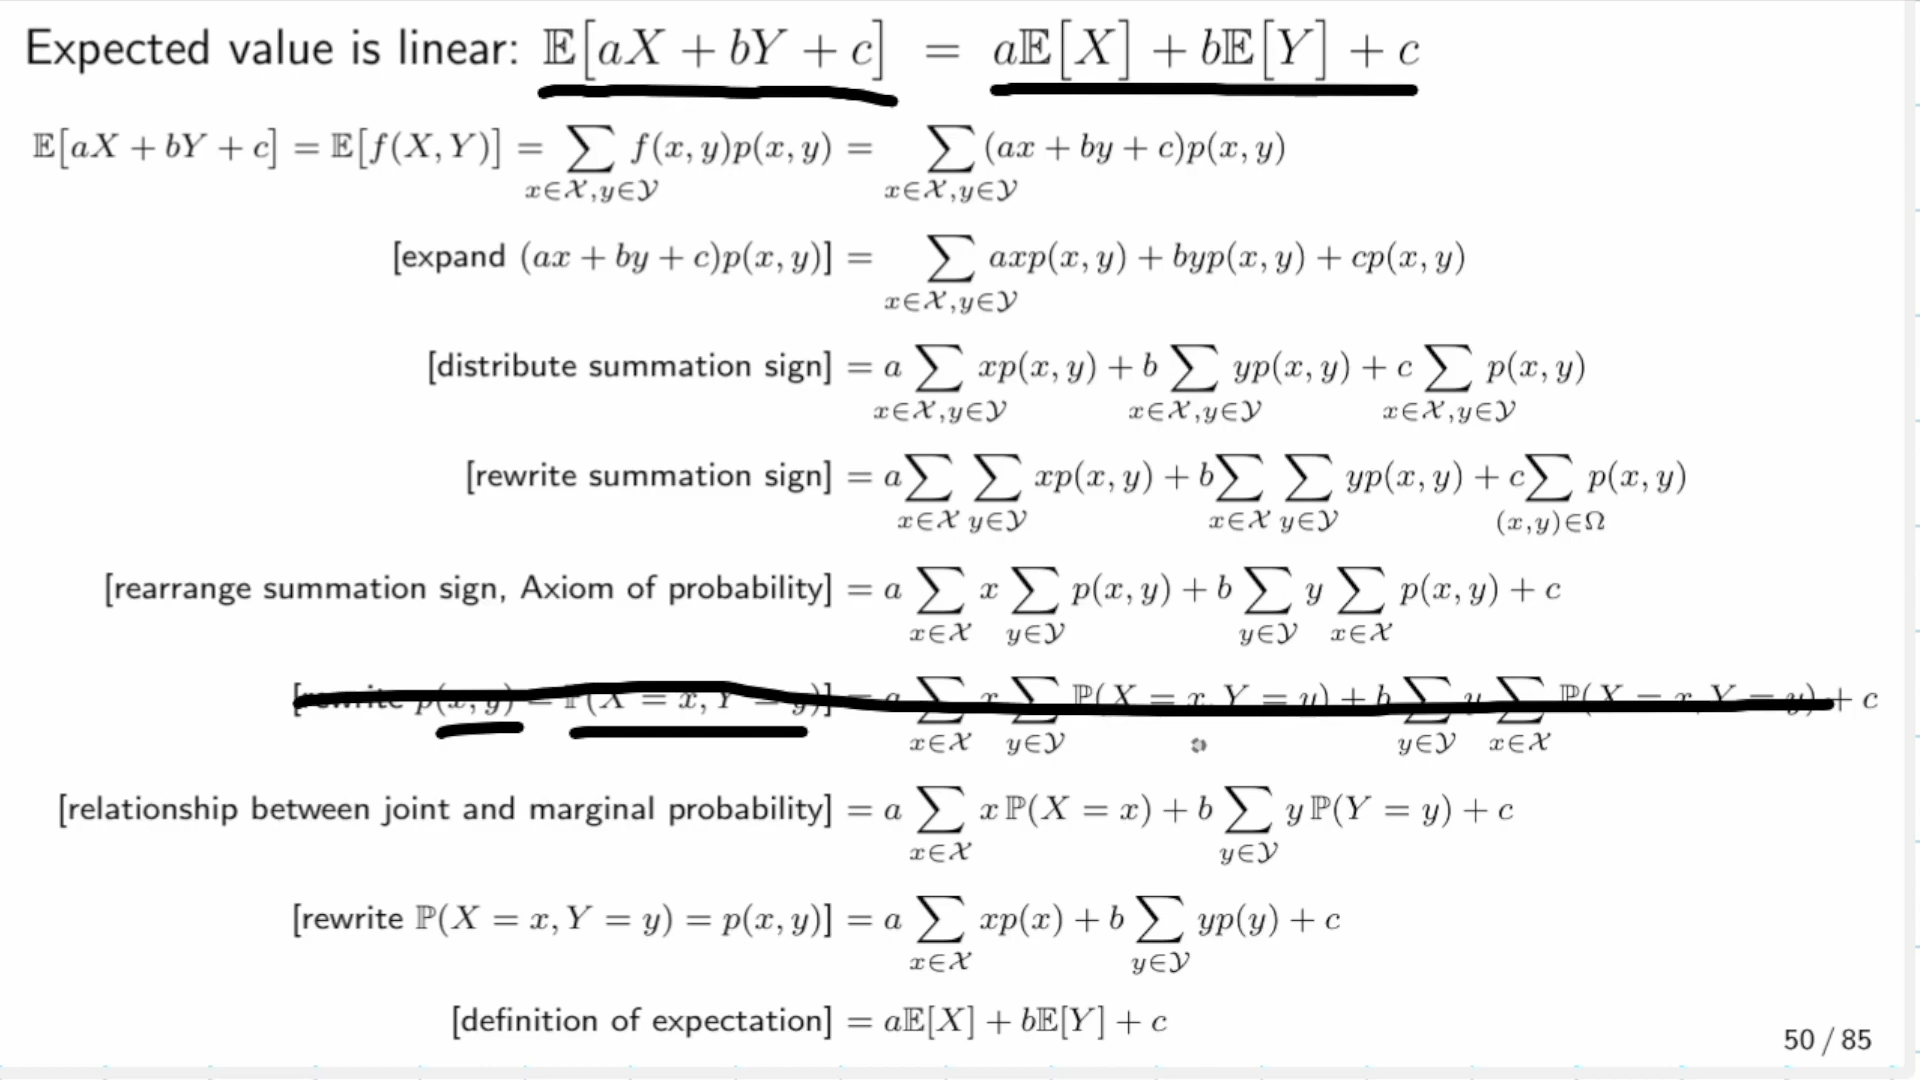 Expected value is linear: 𝔼[aX + bY + c] = a𝔼[X] + b𝔼[Y] + c
𝔼[aX + bY + c] = 𝔼[f(X, Y)] = ∑_{x∈𝒳,y∈𝒴} f(x, y)p(x, y) = ∑_{x∈𝒳,y∈𝒴} (ax + by + c)p(x, y)
[expand (ax + by + c)p(x, y)] = ∑_{x∈𝒳,y∈𝒴} axp(x, y) + byp(x, y) + cp(x, y)
[distribute summation sign] = a ∑_{x∈𝒳,y∈𝒴} xp(x, y) + b ∑_{x∈𝒳,y∈𝒴} yp(x, y) + c ∑_{x∈𝒳,y∈𝒴} p(x, y)
[rewrite summation sign] = a ∑_{x∈𝒳} ∑_{y∈𝒴} xp(x, y) + b ∑_{x∈𝒳} ∑_{y∈𝒴} yp(x, y) + c ∑_{(x,y)∈Ω} p(x, y)
[rearrange summation sign, Axiom of probability] = a ∑_{x∈𝒳} x ∑_{y∈𝒴} p(x, y) + b ∑_{y∈𝒴} y ∑_{x∈𝒳} p(x, y) + c
[rewrite p(x, y) = ℙ(X = x, Y = y)] = a ∑_{x∈𝒳} x ∑_{y∈𝒴} ℙ(X = x, Y = y) + b ∑_{y∈𝒴} y ∑_{x∈𝒳} ℙ(X = x, Y = y) + c
[relationship between joint and marginal probability] = a ∑_{x∈𝒳} x ℙ(X = x) + b ∑_{y∈𝒴} y ℙ(Y = y) + c
[rewrite ℙ(X = x, Y = y) = p(x, y)] = a ∑_{x∈𝒳} xp(x) + b ∑_{y∈𝒴} yp(y) + c
[definition of expectation] = a𝔼[X] + b𝔼[Y] + c
50 / 85